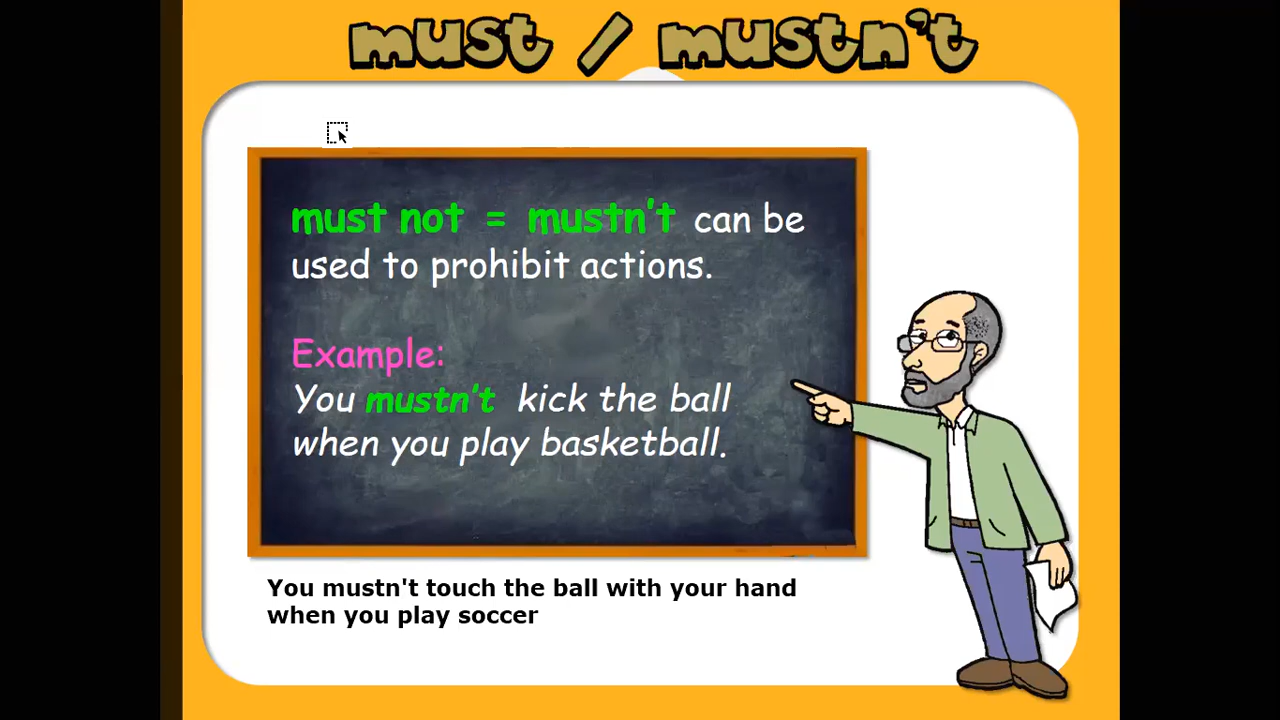 must / mustn't
must not = mustn't can be
used to prohibit actions.
Example:
You mustn't kick the ball
when you play basketball.
You mustn't touch the ball with your hand
when you play soccer